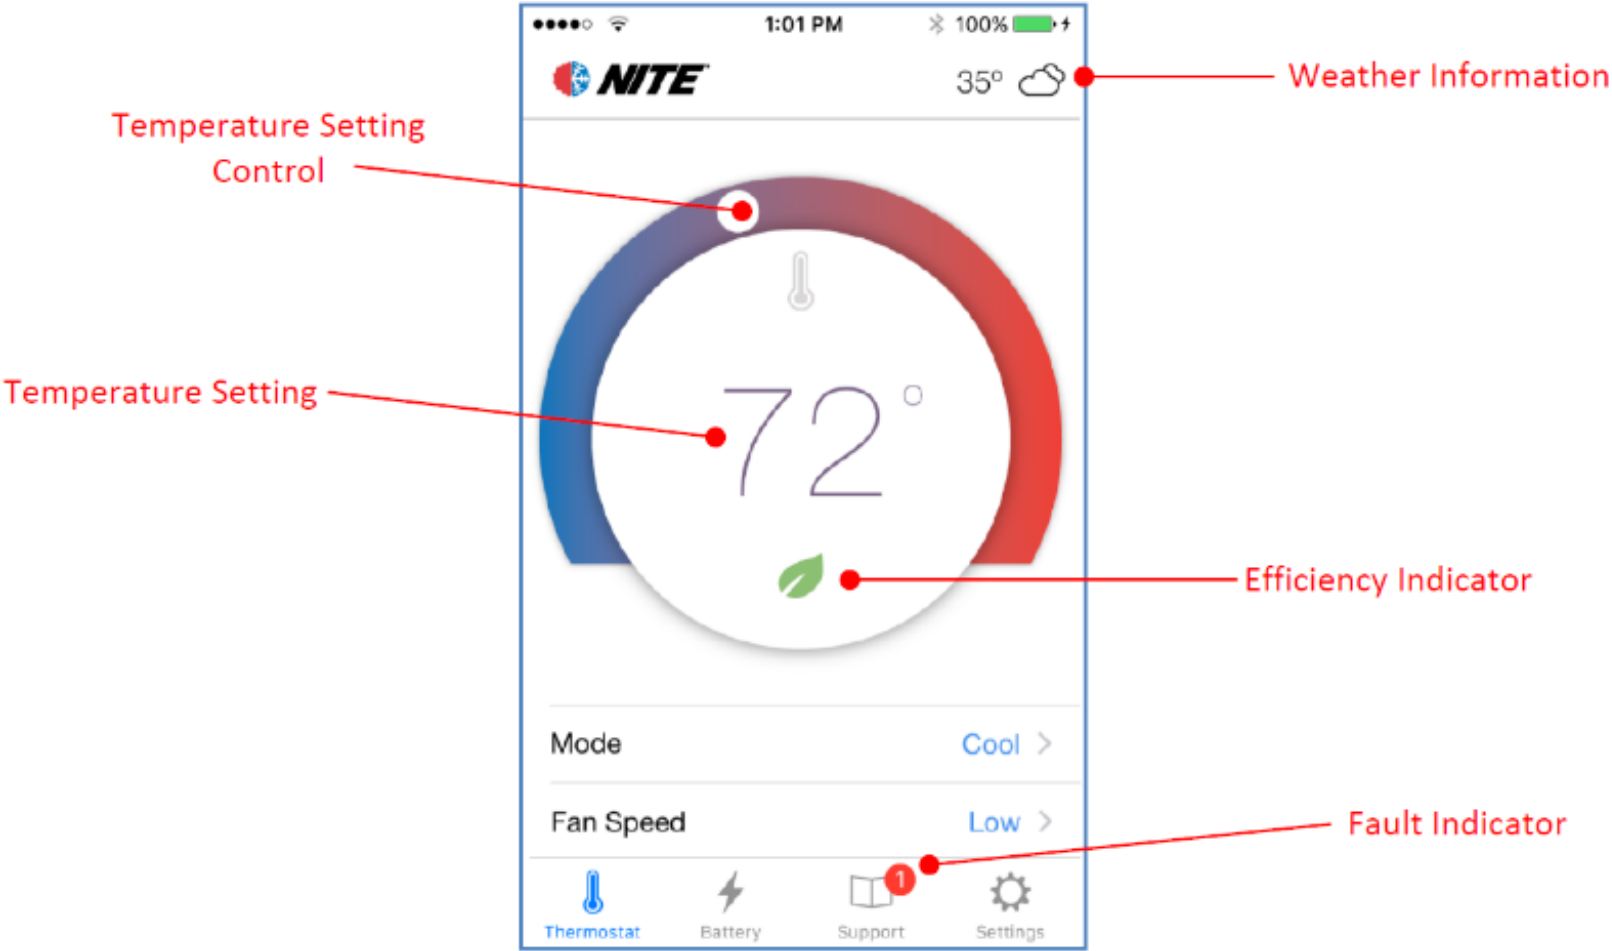 1:01 PM
100%
NITE
35°
Weather Information
Temperature Setting
Control
Temperature Setting
72°
Efficiency Indicator
Mode
Cool
Fan Speed
Low
Fault Indicator
1
Thermostat
Battery
Support
Settings